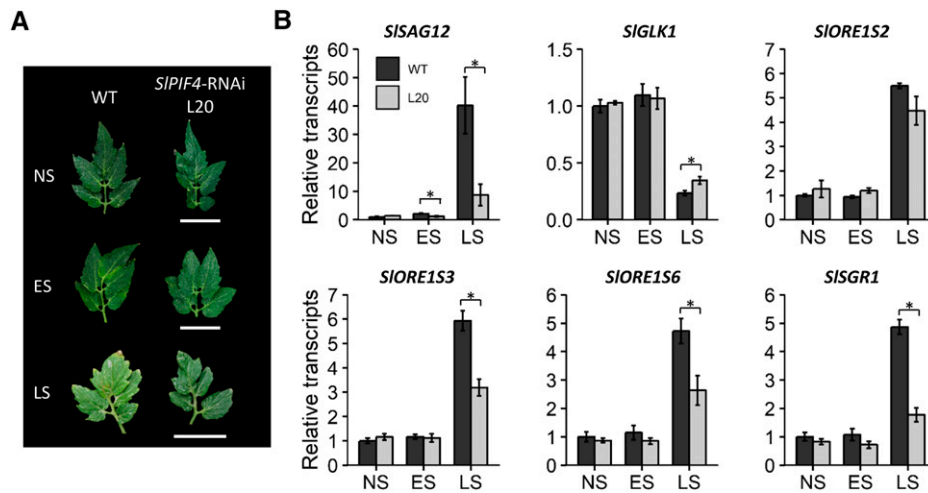 A
WT
SlPIF4-RNAi
L20
NS
ES
LS
B
SlSAG12
Relative transcripts
60
50
40
30
20
10
0
WT
L20
*
*
NS ES LS
SlGLK1
1.5
1.0
0.5
0.0
*
NS ES LS
SlORE1S2
7
6
5
4
3
2
1
0
NS ES LS
SlORE1S3
Relative transcripts
7
6
5
4
3
2
1
0
*
NS ES LS
SlORE1S6
6
5
4
3
2
1
0
*
NS ES LS
SlSGR1
6
5
4
3
2
1
0
*
NS ES LS